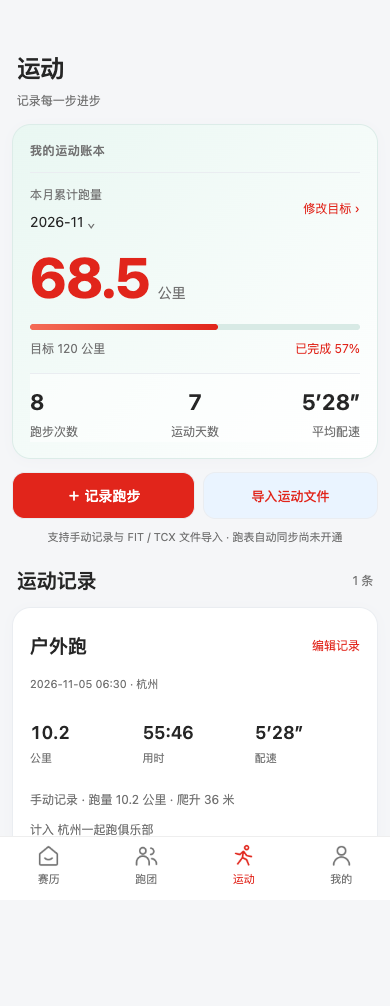 运动
记录每一步进步
我的运动账本
本月累计跑量
修改目标 ›
2026-11
68.5 公里
目标 120 公里 已完成 57%
8 7 5’28”
跑步次数 运动天数 平均配速
+ 记录跑步 导入运动文件
支持手动记录与 FIT / TCX 文件导入 · 跑表自动同步尚未开通
运动记录 1 条
户外跑 编辑记录
2026-11-05 06:30 · 杭州
10.2 55:46 5’28”
公里 用时 配速
手动记录 · 跑量 10.2 公里 · 爬升 36 米
计入 杭州一起跑俱乐部
赛历 跑团 运动 我的